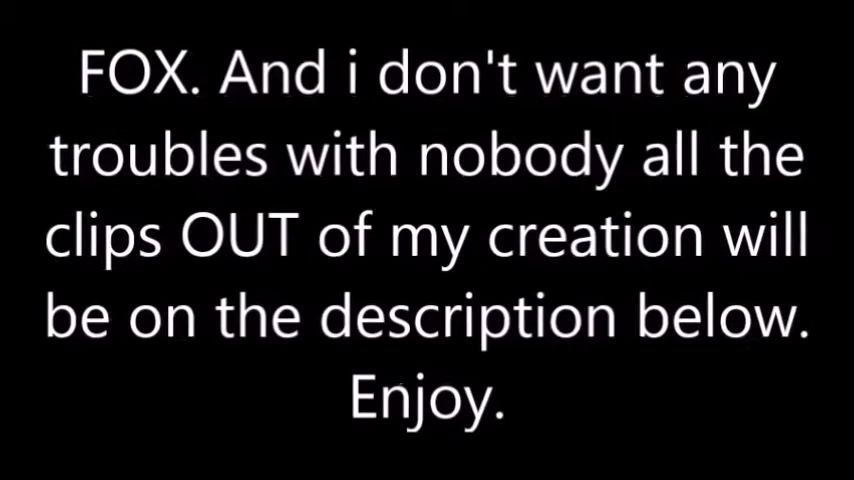 FOX. And i don't want any
troubles with nobody all the
clips OUT of my creation will
be on the description below.
Enjoy.